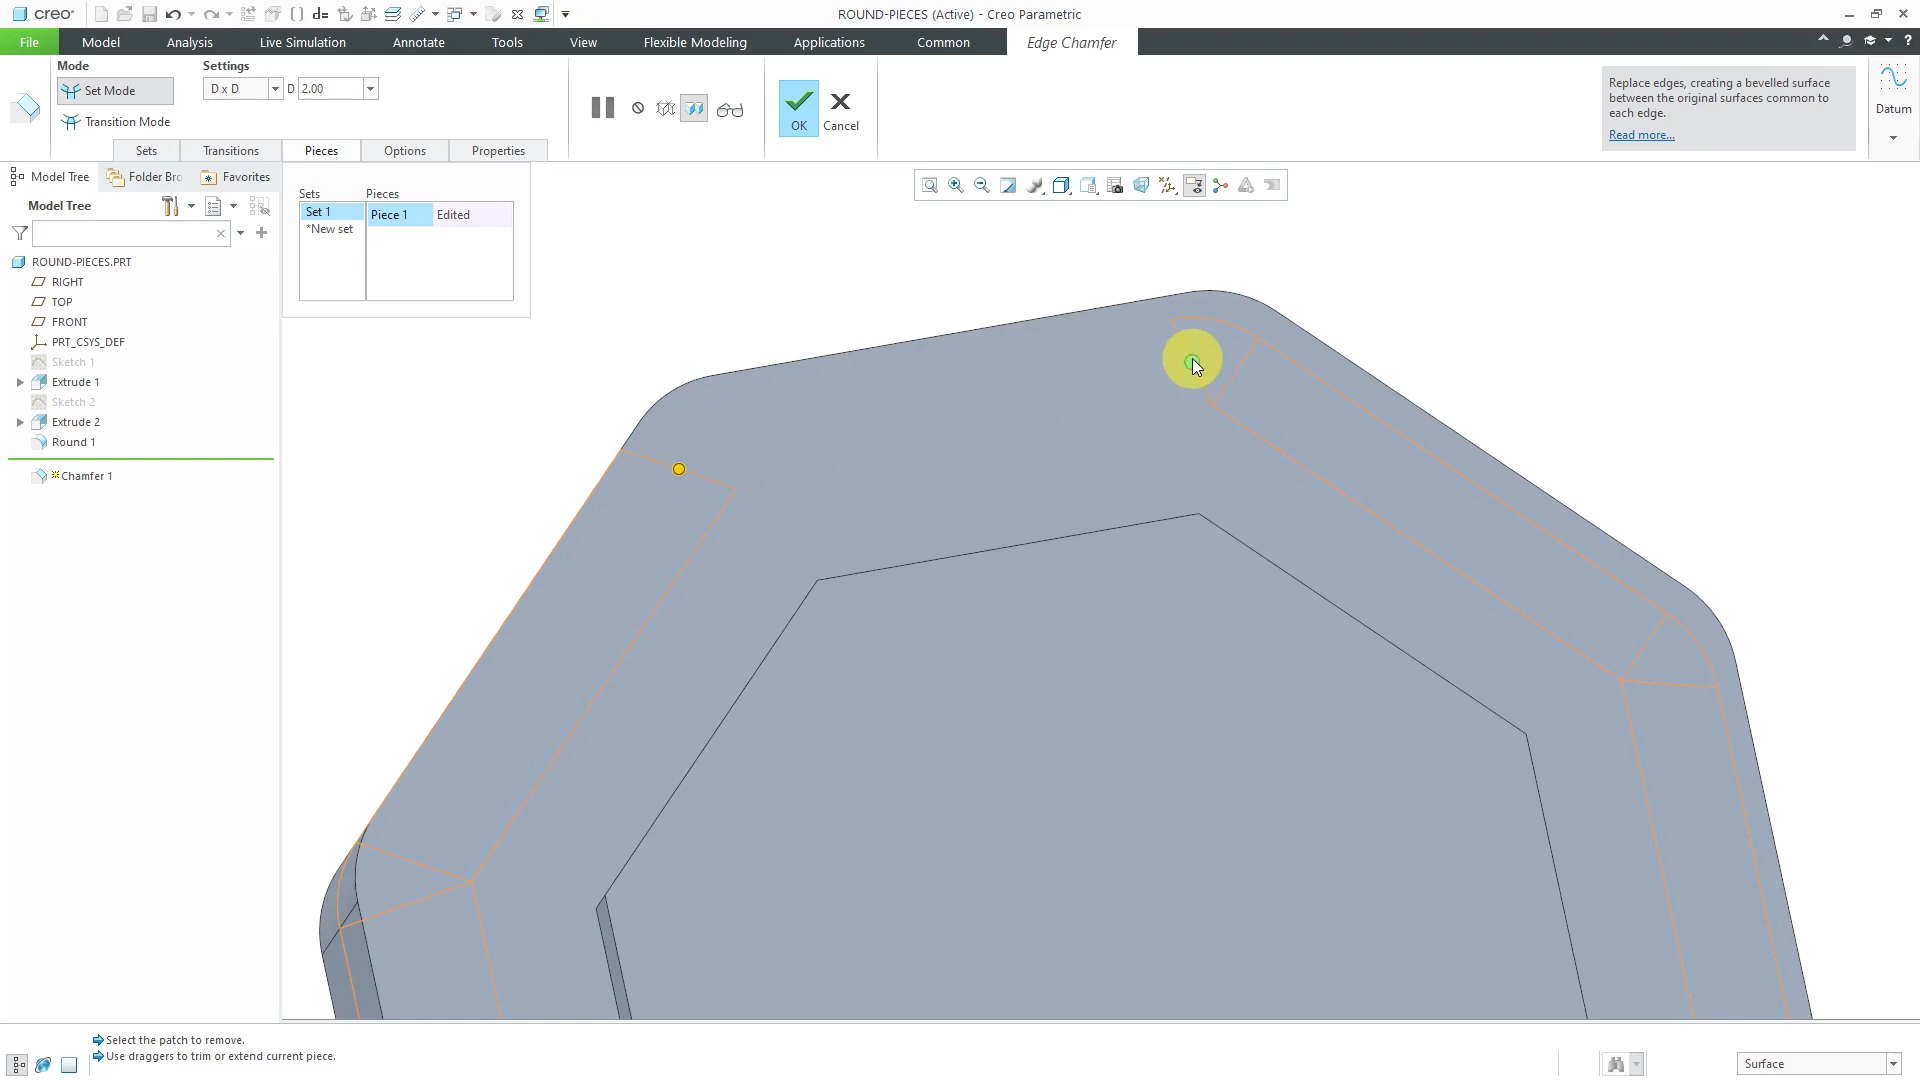 creo
ROUND-PIECES (Active) - Creo Parametric
File Model Analysis Live Simulation Annotate Tools View Flexible Modeling Applications Common Edge Chamfer
Mode
Settings
Set Mode
D x D
D
2.00
Transition Mode
OK
Cancel
Replace edges, creating a bevelled surface
between the original surfaces common to
each edge.
Read more...
Datum
Sets Transitions Pieces Options Properties
Model Tree Folder Bro Favorites
Model Tree
Sets
Pieces
Set 1
Piece 1
Edited
*New set
ROUND-PIECES.PRT
RIGHT
TOP
FRONT
PRT_CSYS_DEF
Sketch 1
Extrude 1
Sketch 2
Extrude 2
Round 1
Chamfer 1
Select the patch to remove.
Use draggers to trim or extend current piece.
Surface